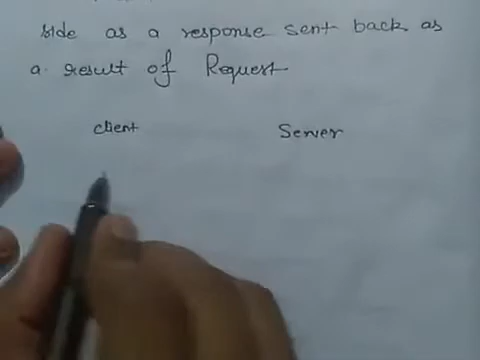 side as a response sent back as
a result of Request
client Server